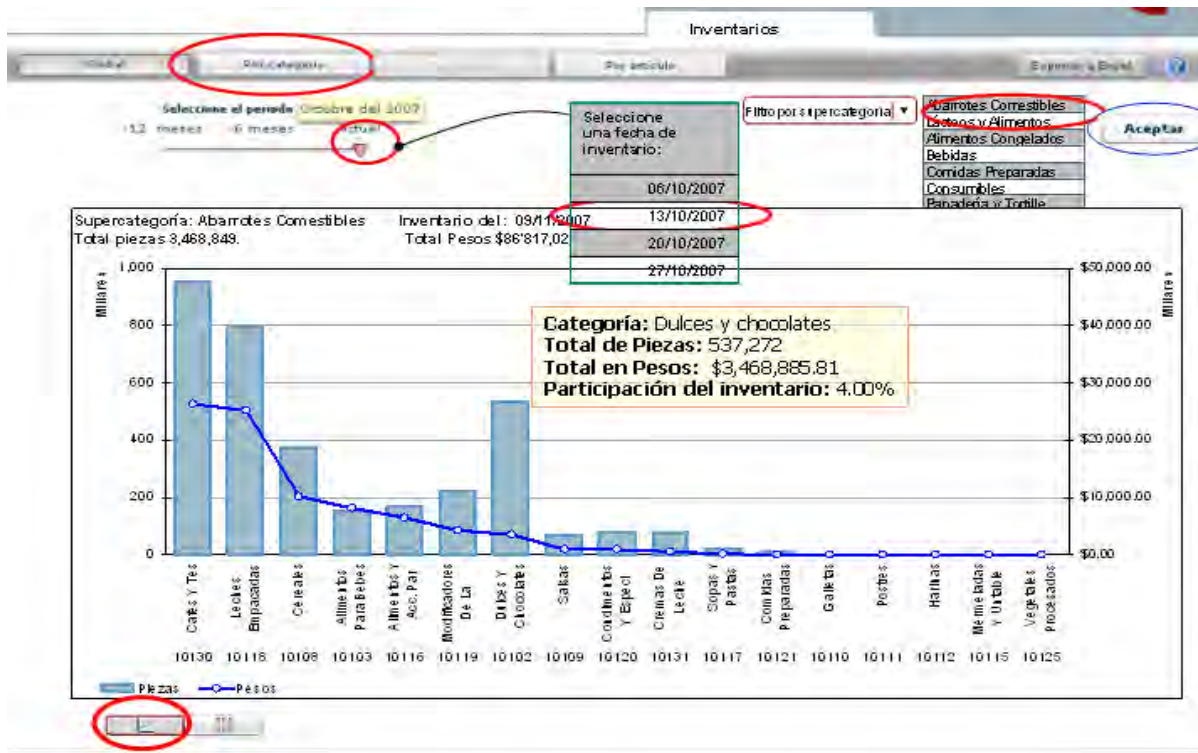 Inventarios
Global
Por categoría
Por artículo
Exportar a Excel
Seleccione el periodo Octubre del 2007
-12 meses
-6 meses
Actual
Seleccione
una fecha de
inventario:
06/10/2007
13/10/2007
20/10/2007
27/10/2007
Filtro por supercategoria
Abarrotes Comestibles
Lácteos y Alimentos
Alimentos Congelados
Bebidas
Comidas Preparadas
Consumibles
Panadería y Tortille
Aceptar
Supercategoría: Abarrotes Comestibles Inventario del: 09/11/2007
Total piezas 3,468,849. Total Pesos $86'817,02
Millares
1,000
800
600
400
200
0
$50,000.00
$40,000.00
$30,000.00
$20,000.00
$10,000.00
$0.00
Millares
Categoría: Dulces y chocolates
Total de Piezas: 537,272
Total en Pesos: $3,468,885.81
Participación del inventario: 4.00%
Cafés Y Tes
Leches Empacadas
Cereales
Alimentos Para Bebes
Alimentos Y Acc. Par
Modificadores De La
Dulces Y Chocolates
Salsas
Condimentos Y Especi
Cremas De Leche
Sopas Y Pastas
Comidas Preparadas
Galletas
Postres
Harinas
Mermeladas Y Untable
Vegetales Procesados
10130 10118 10108 10103 10116 10119 10102 10109 10120 10131 10117 10121 10110 10111 10112 10115 10125
Piezas Pesos